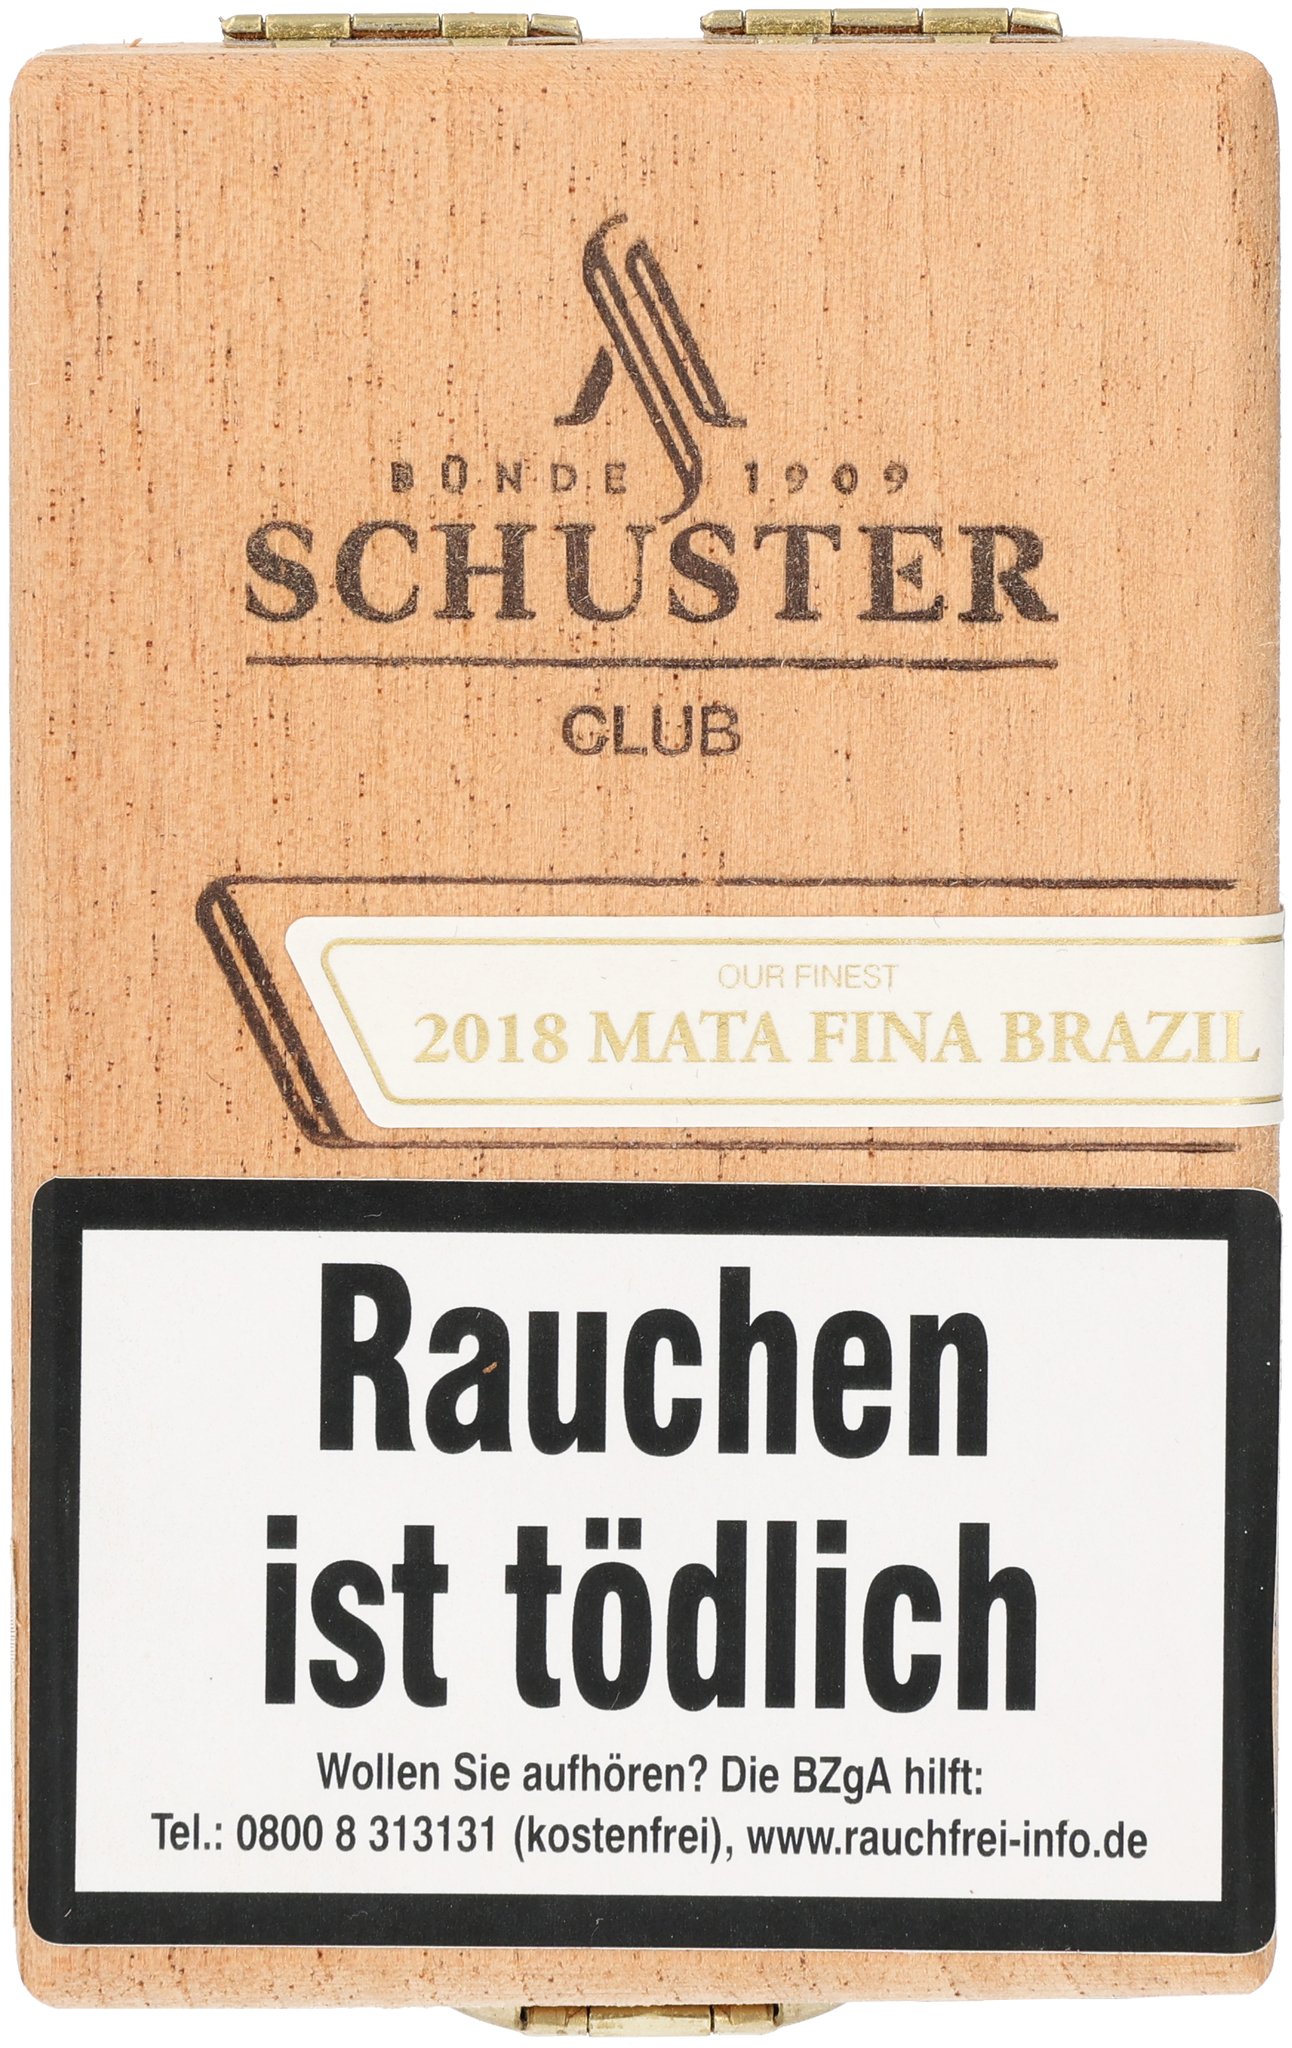 BÜNDE 1909
SCHUSTER
CLUB
OUR FINEST
2018 MATA FINA BRAZIL
Rauchen
ist tödlich
Wollen Sie aufhören? Die BZgA hilft:
Tel.: 0800 8 313131 (kostenfrei), www.rauchfrei-info.de